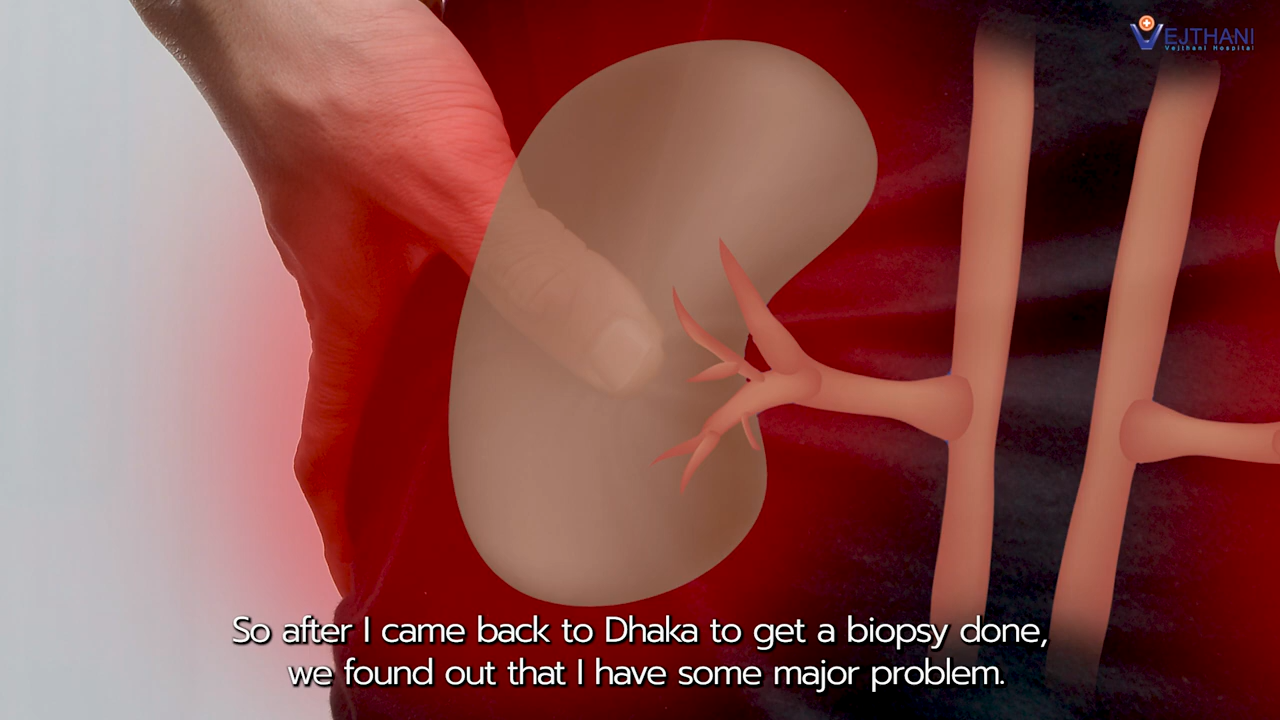 VEJTHANI
Vejthani Hospital
So after I came back to Dhaka to get a biopsy done,
we found out that I have some major problem.